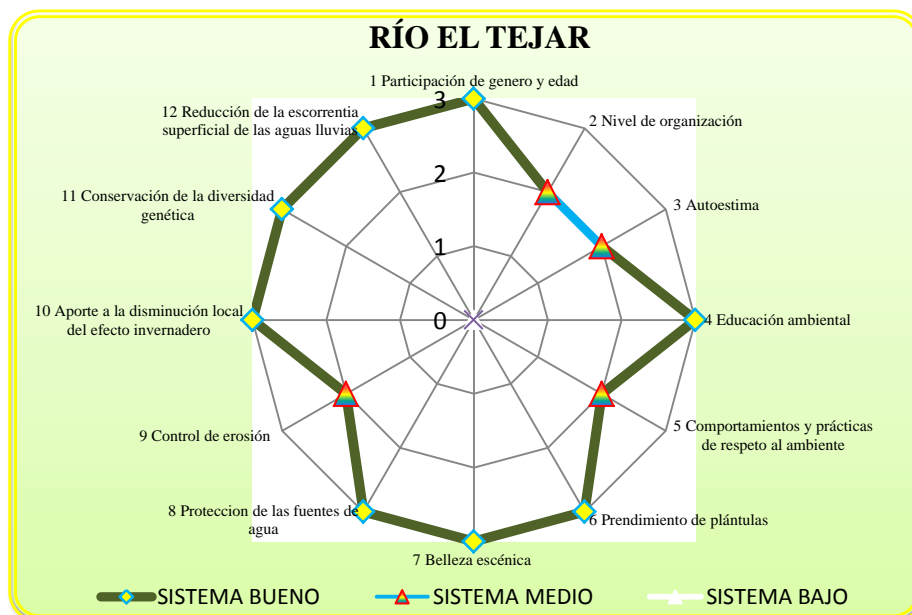 RÍO EL TEJAR
1 Participación de genero y edad
2 Nivel de organización
3 Autoestima
4 Educación ambiental
5 Comportamientos y prácticas
de respeto al ambiente
6 Prendimiento de plántulas
7 Belleza escénica
8 Proteccion de las fuentes de
agua
9 Control de erosión
10 Aporte a la disminución local
del efecto invernadero
11 Conservación de la diversidad
genética
12 Reducción de la escorrentia
superficial de las aguas lluvias
3
2
1
0
SISTEMA BUENO
SISTEMA MEDIO
SISTEMA BAJO